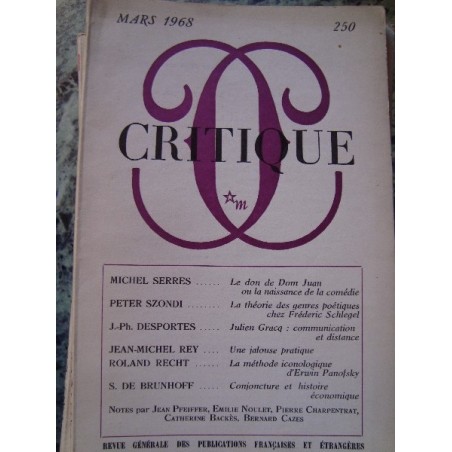 MARS 1968 250
CRITIQUE
☆m
MICHEL SERRES ...... Le don de Dom Juan
ou la naissance de la comédie
PETER SZONDI ........ La théorie des genres poétiques
chez Fréderic Schlegel
J.-Ph. DESPORTES ..... Julien Gracq : communication
et distance
JEAN-MICHEL REY .... Une jalouse pratique
ROLAND RECHT ...... La méthode iconologique
d'Erwin Panofsky
S. DE BRUNHOFF ..... Conjoncture et histoire
économique
NOTES par JEAN PFEIFFER, EMILIE NOULET, PIERRE CHARPENTRAT,
CATHERINE BACKÈS, BERNARD CAZES
REVUE GÉNÉRALE DES PUBLICATIONS FRANÇAISES ET ÉTRANGÈRES